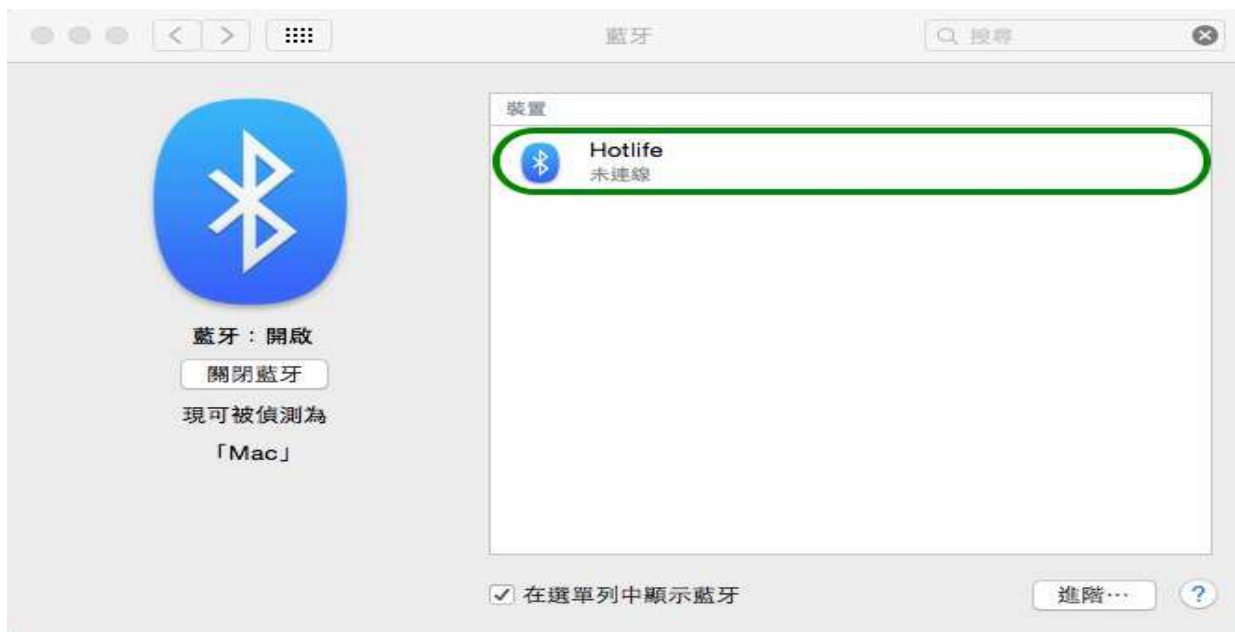 藍牙
搜尋
裝置
Hotlife
未連線
藍牙：開啟
關閉藍牙
現可被偵測為
「Mac」
在選單列中顯示藍牙
進階…
?